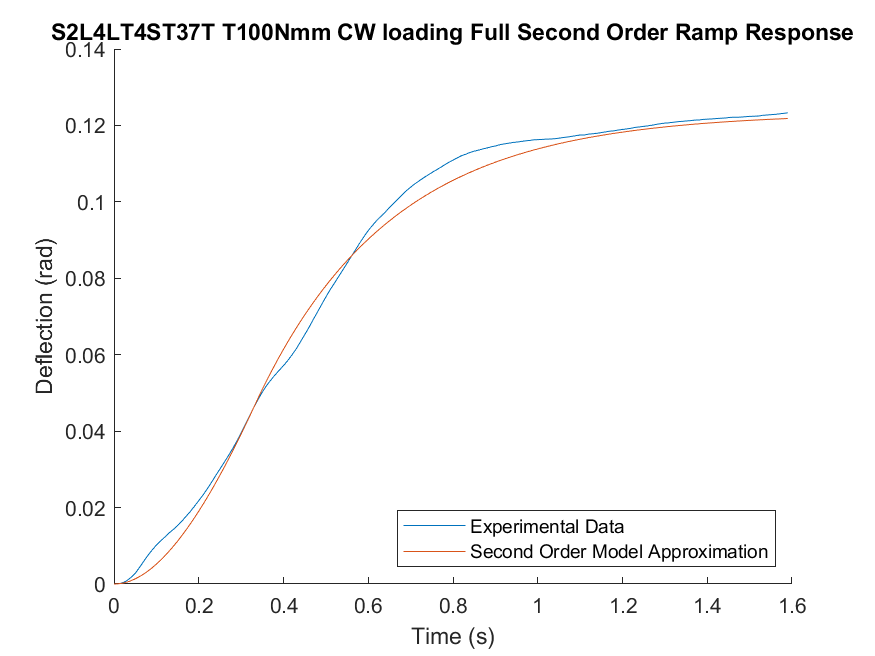 S2L4LT4ST37T T100Nmm CW loading Full Second Order Ramp Response
0.14
0.12
0.1
0.08
0.06
0.04
0.02
0
Deflection (rad)
Experimental Data
Second Order Model Approximation
0 0.2 0.4 0.6 0.8 1 1.2 1.4 1.6
Time (s)